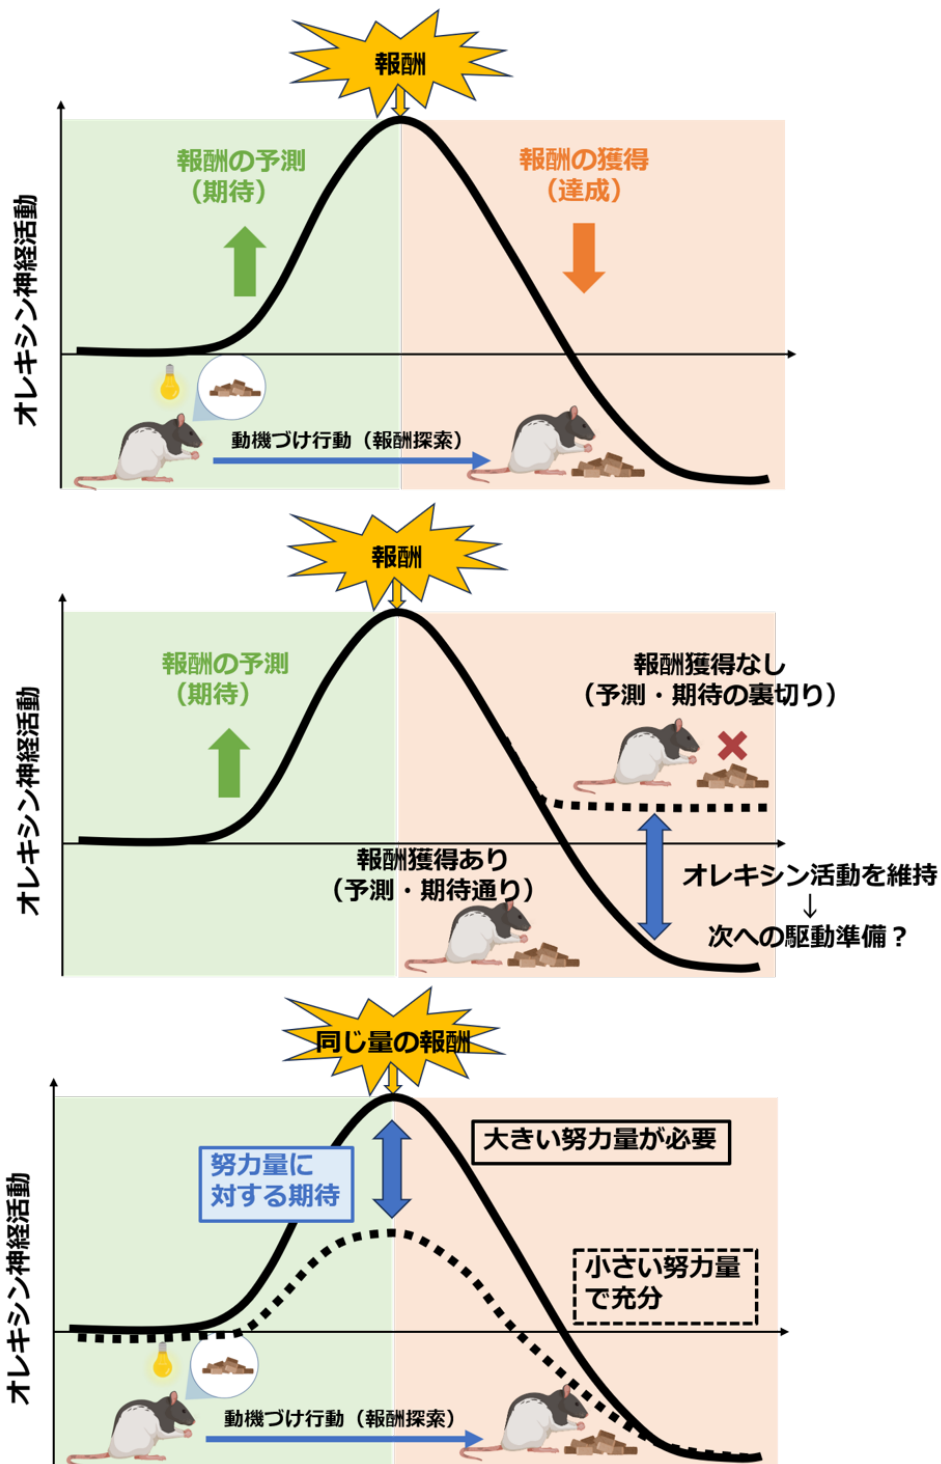 報酬
報酬の予測
（期待）
報酬の獲得
（達成）
オレキシン神経活動
動機づけ行動（報酬探索）
報酬
報酬の予測
（期待）
報酬獲得なし
（予測・期待の裏切り）
オレキシン神経活動
報酬獲得あり
（予測・期待通り）
オレキシン活動を維持
↓
次への駆動準備？
同じ量の報酬
努力量に
対する期待
大きい努力量が必要
小さい努力量
で充分
オレキシン神経活動
動機づけ行動（報酬探索）